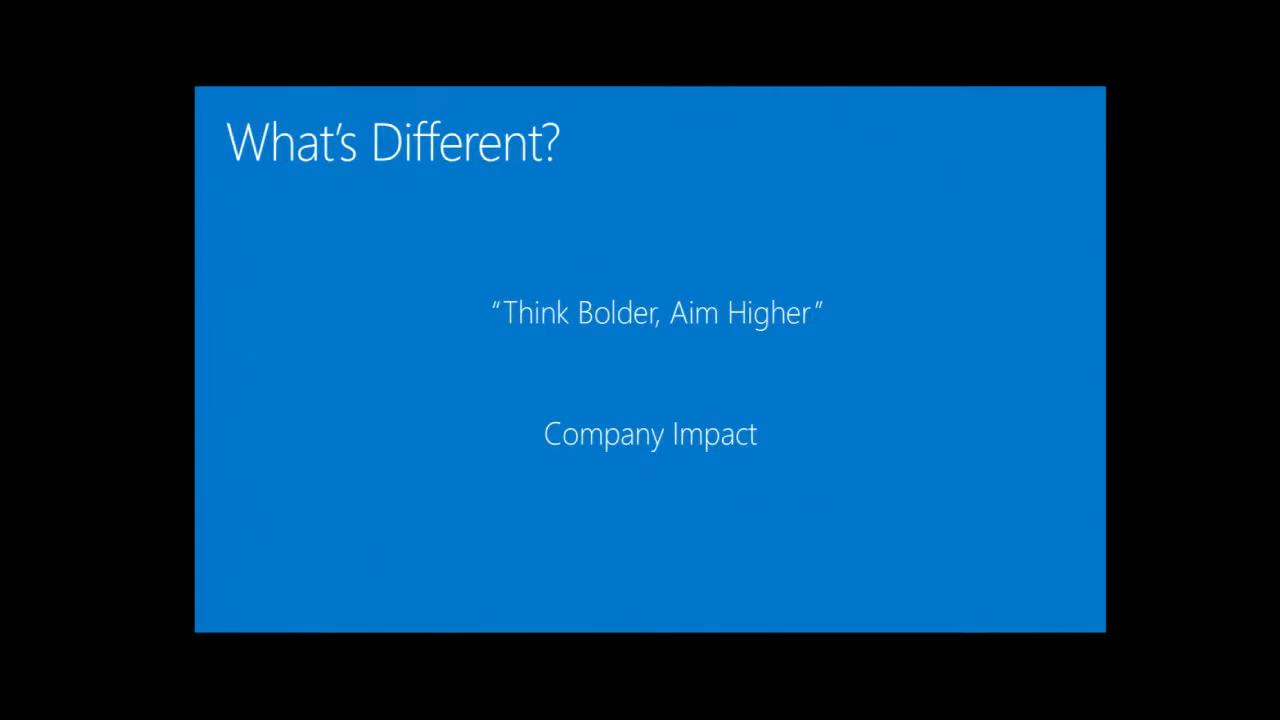 What's Different?
“Think Bolder, Aim Higher”
Company Impact